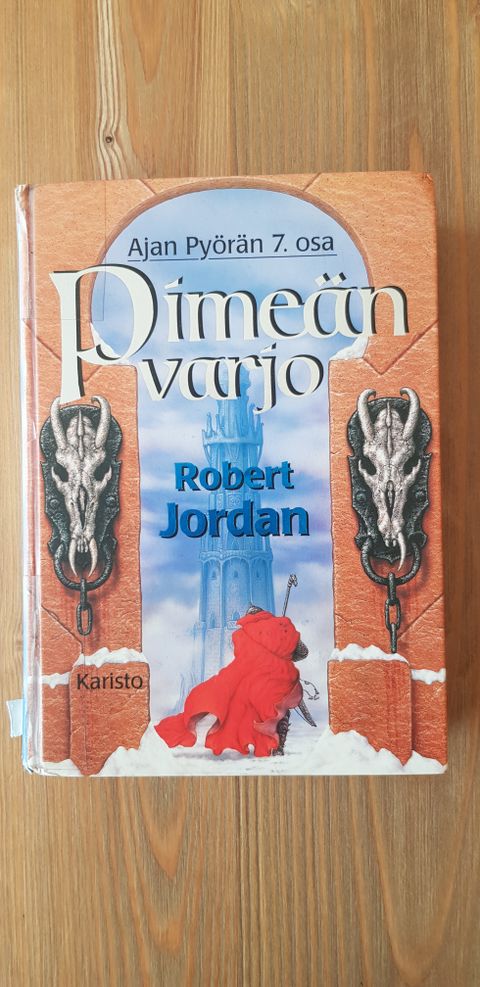 Ajan Pyörän 7. osa
Pimeän
varjo
Robert
Jordan
Karisto